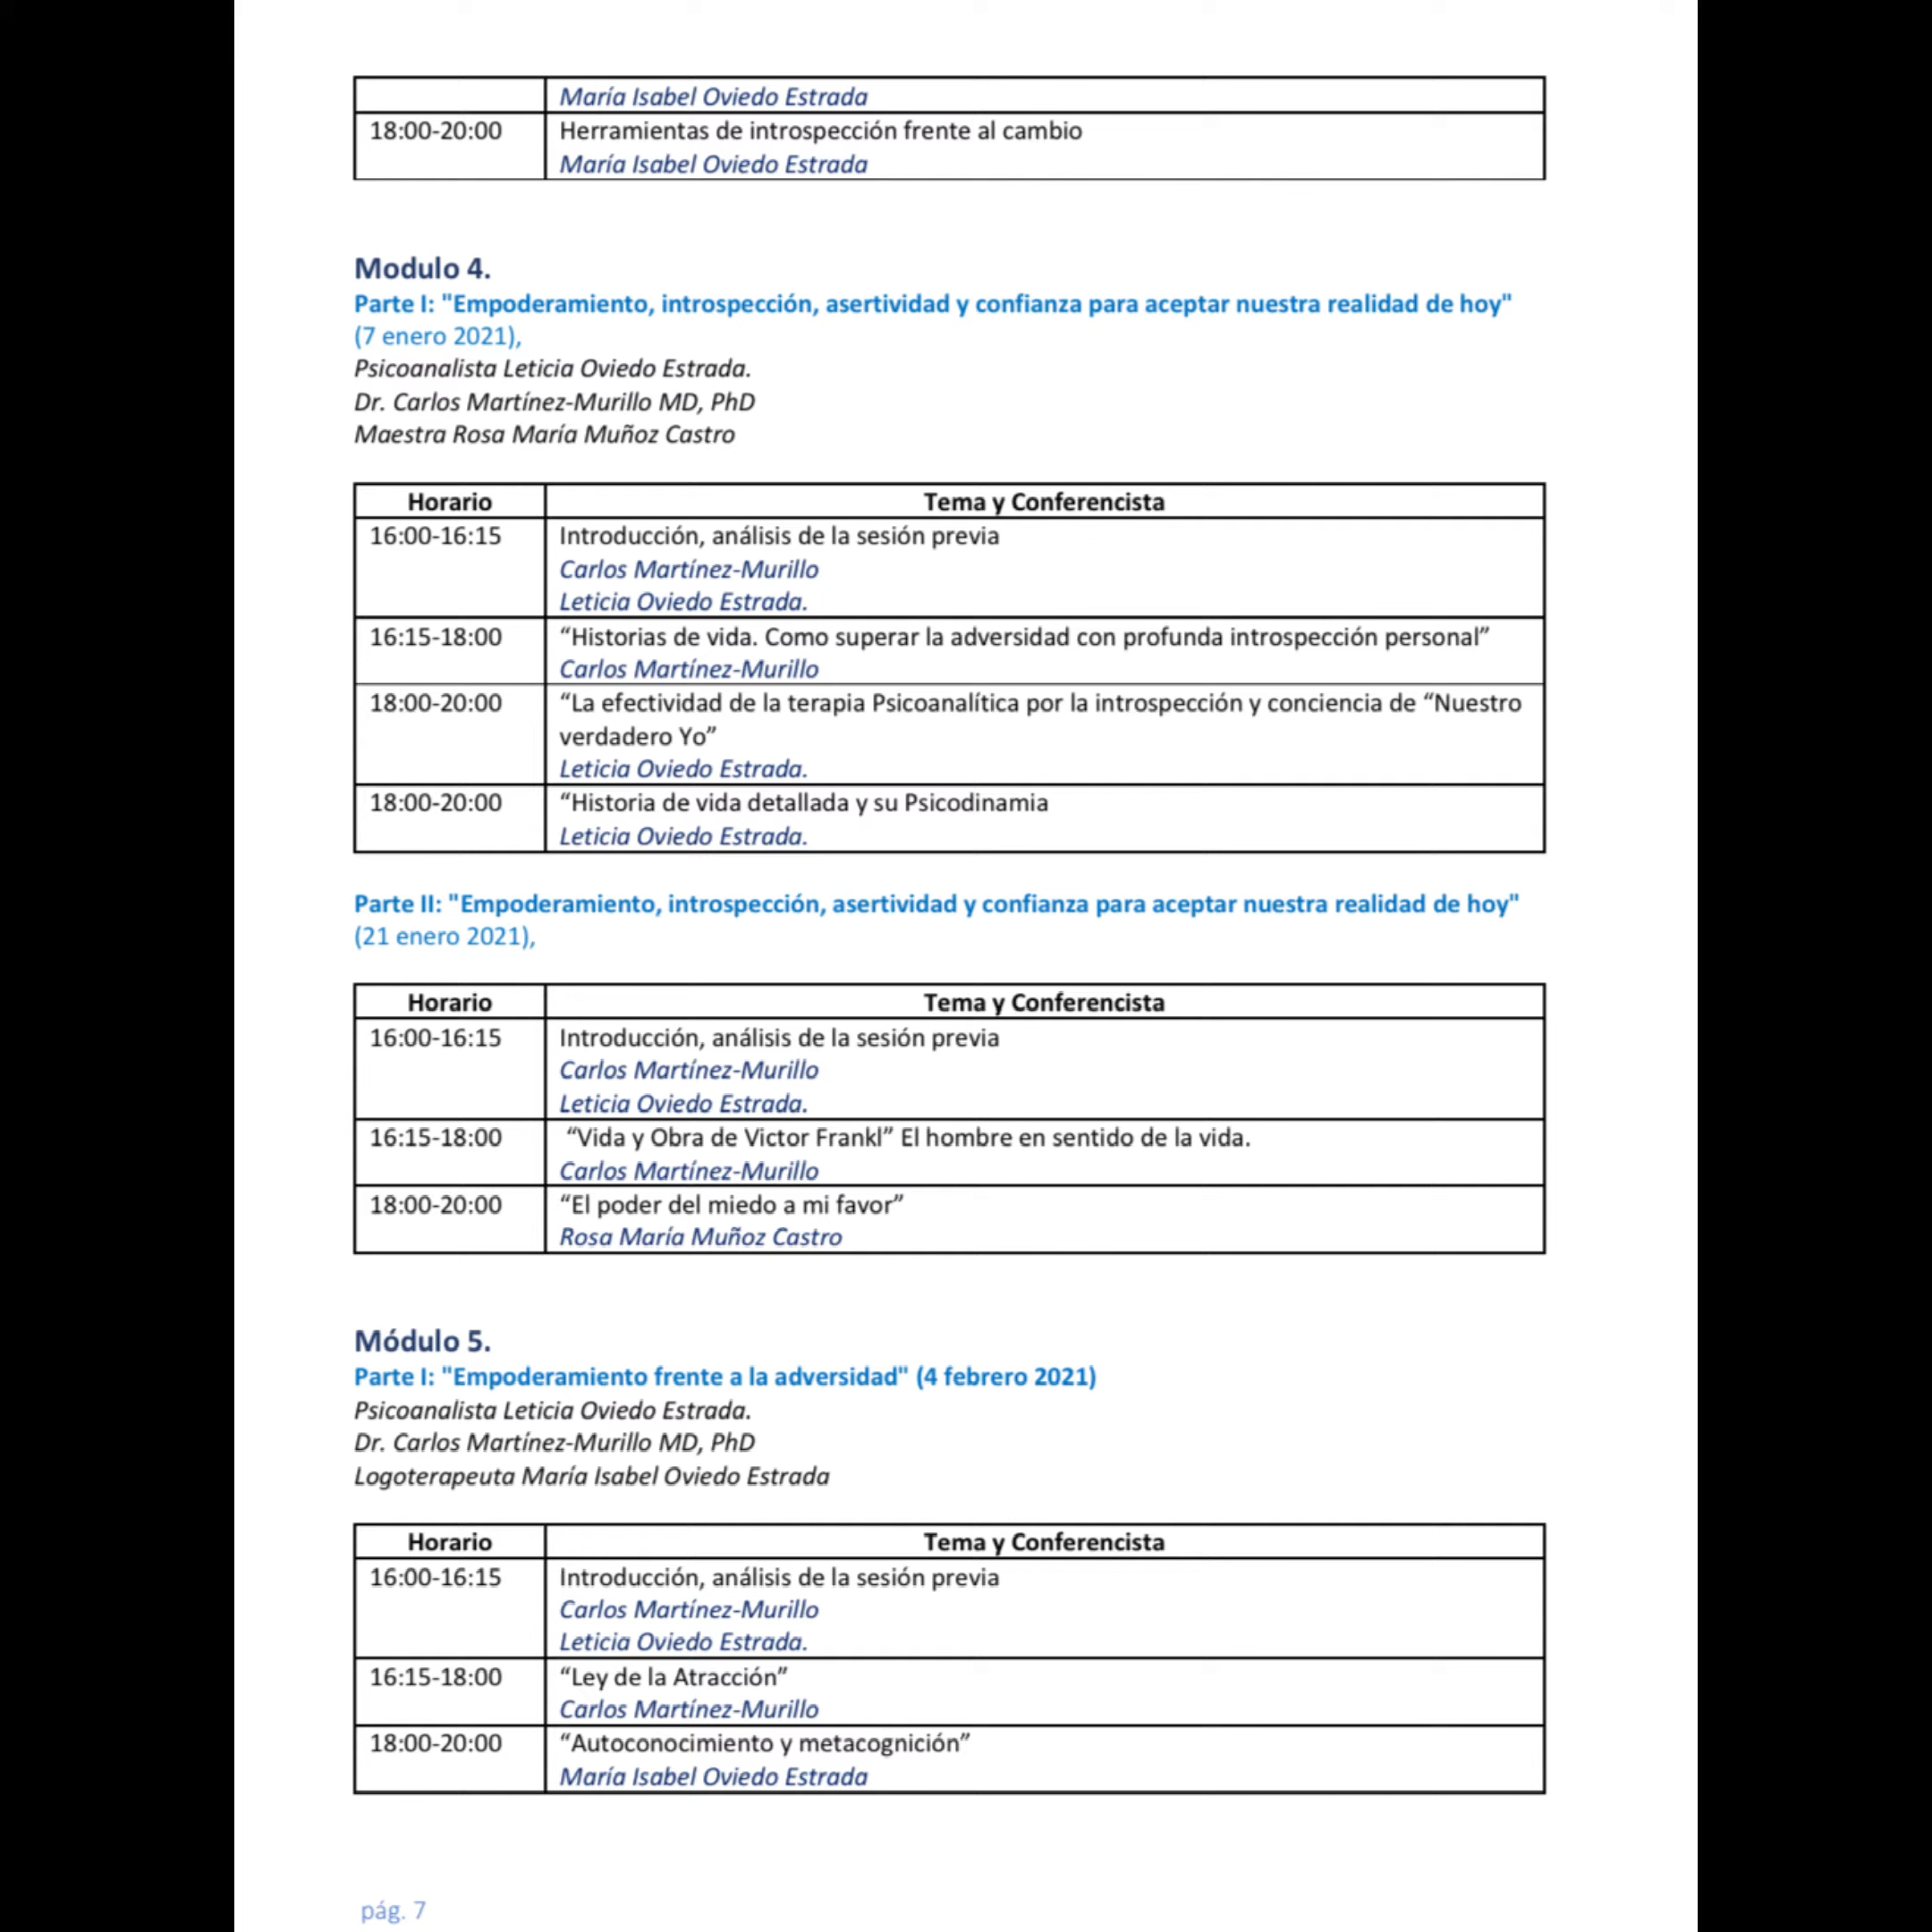 María Isabel Oviedo Estrada
18:00-20:00 Herramientas de introspección frente al cambio
María Isabel Oviedo Estrada
Modulo 4.
Parte I: "Empoderamiento, introspección, asertividad y confianza para aceptar nuestra realidad de hoy"
(7 enero 2021),
Psicoanalista Leticia Oviedo Estrada.
Dr. Carlos Martínez-Murillo MD, PhD
Maestra Rosa María Muñoz Castro
Horario Tema y Conferencista
16:00-16:15 Introducción, análisis de la sesión previa
Carlos Martínez-Murillo
Leticia Oviedo Estrada.
16:15-18:00 “Historias de vida. Como superar la adversidad con profunda introspección personal”
Carlos Martínez-Murillo
18:00-20:00 “La efectividad de la terapia Psicoanalítica por la introspección y conciencia de “Nuestro
verdadero Yo”
Leticia Oviedo Estrada.
18:00-20:00 “Historia de vida detallada y su Psicodinamia
Leticia Oviedo Estrada.
Parte II: "Empoderamiento, introspección, asertividad y confianza para aceptar nuestra realidad de hoy"
(21 enero 2021),
Horario Tema y Conferencista
16:00-16:15 Introducción, análisis de la sesión previa
Carlos Martínez-Murillo
Leticia Oviedo Estrada.
16:15-18:00 “Vida y Obra de Victor Frankl” El hombre en sentido de la vida.
Carlos Martínez-Murillo
18:00-20:00 “El poder del miedo a mi favor”
Rosa María Muñoz Castro
Módulo 5.
Parte I: "Empoderamiento frente a la adversidad" (4 febrero 2021)
Psicoanalista Leticia Oviedo Estrada.
Dr. Carlos Martínez-Murillo MD, PhD
Logoterapeuta María Isabel Oviedo Estrada
Horario Tema y Conferencista
16:00-16:15 Introducción, análisis de la sesión previa
Carlos Martínez-Murillo
Leticia Oviedo Estrada.
16:15-18:00 “Ley de la Atracción”
Carlos Martínez-Murillo
18:00-20:00 “Autoconocimiento y metacognición”
María Isabel Oviedo Estrada
pág. 7